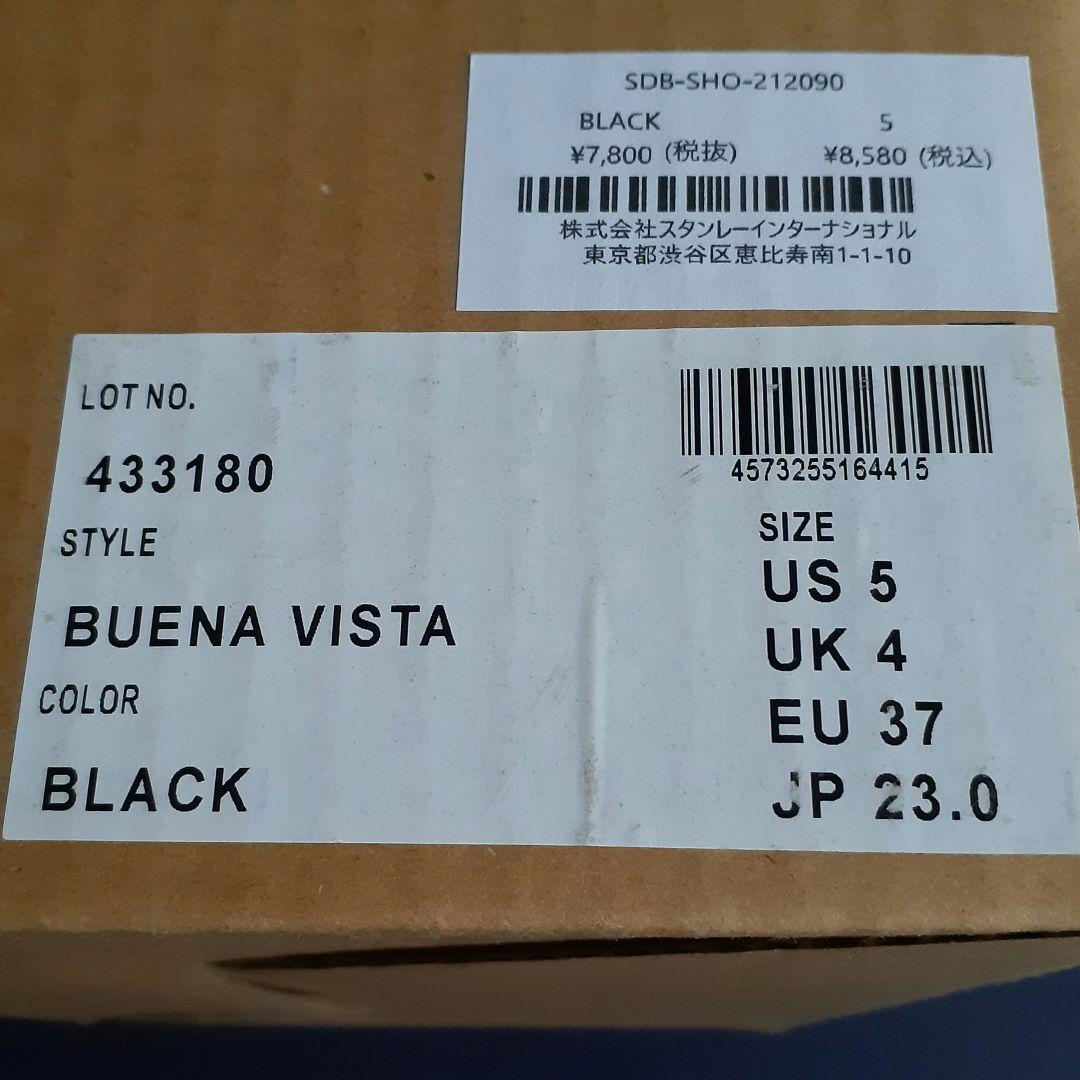 SDB-SHO-212090
BLACK 5
¥7,800 (税抜) ¥8,580 (税込)
株式会社スタンレーインターナショナル
東京都渋谷区恵比寿南1-1-10
LOT NO.
433180
STYLE
BUENA VISTA
COLOR
BLACK
4573255164415
SIZE
US 5
UK 4
EU 37
JP 23.0